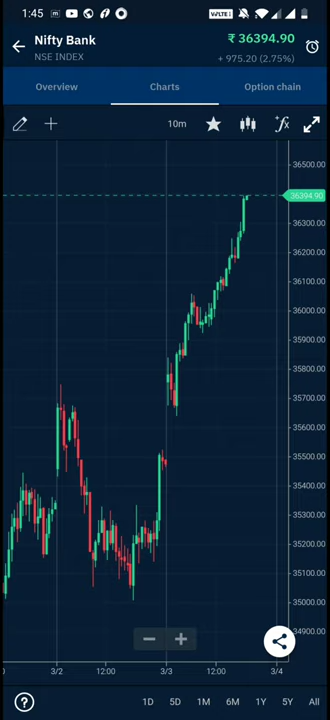 1:45
VoLTE
Nifty Bank
NSE INDEX
₹ 36394.90
+ 975.20 (2.75%)
Overview
Charts
Option chain
10m
fx
36500.00
36394.90
36300.00
36200.00
36100.00
36000.00
35900.00
35800.00
35700.00
35600.00
35500.00
35400.00
35300.00
35200.00
35100.00
35000.00
34900.00
3/2
12:00
3/3
12:00
3/4
?
1D
5D
1M
6M
1Y
5Y
All